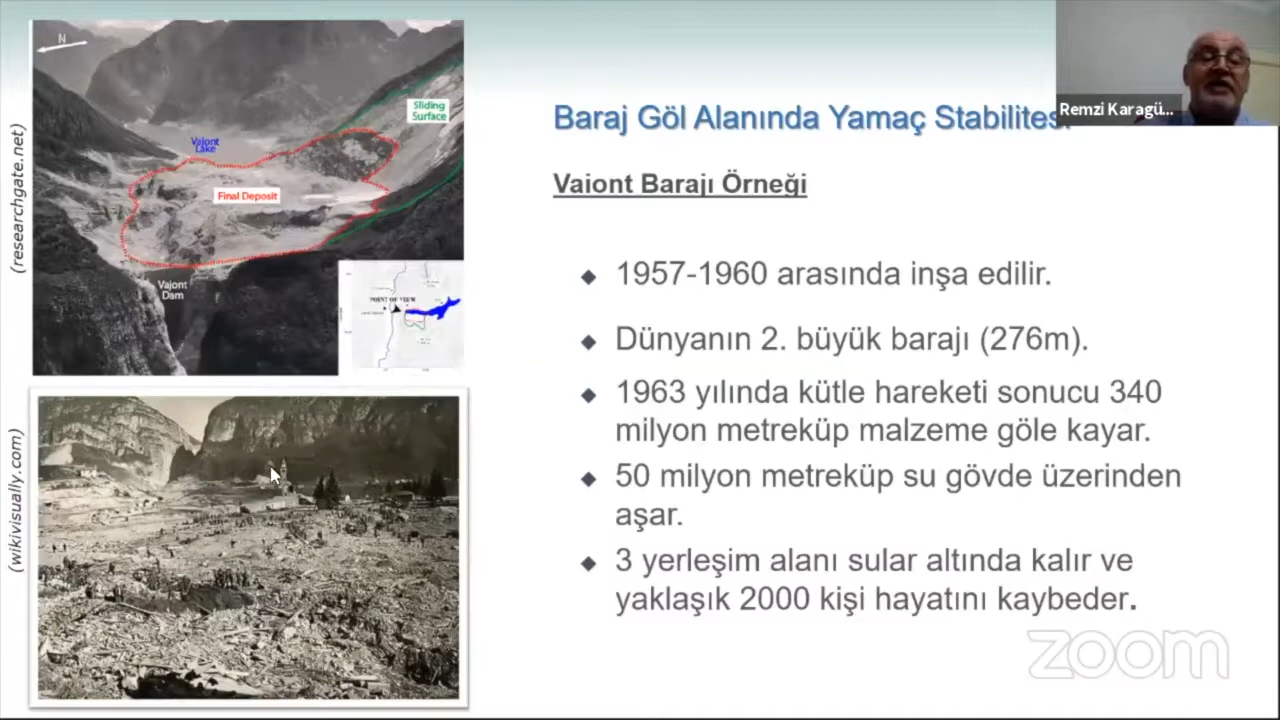 N
Sliding
Surface
Vajont
Lake
Final Deposit
Vajont
Dam
POINT OF VIEW
(researchgate.net)
(wikivisually.com)
Remzi Karagü...
Baraj Göl Alanında Yamaç Stabilites
Vaiont Barajı Örneği
◆ 1957-1960 arasında inşa edilir.
◆ Dünyanın 2. büyük barajı (276m).
◆ 1963 yılında kütle hareketi sonucu 340
milyon metreküp malzeme göle kayar.
◆ 50 milyon metreküp su gövde üzerinden
aşar.
◆ 3 yerleşim alanı sular altında kalır ve
yaklaşık 2000 kişi hayatını kaybeder.
zoom